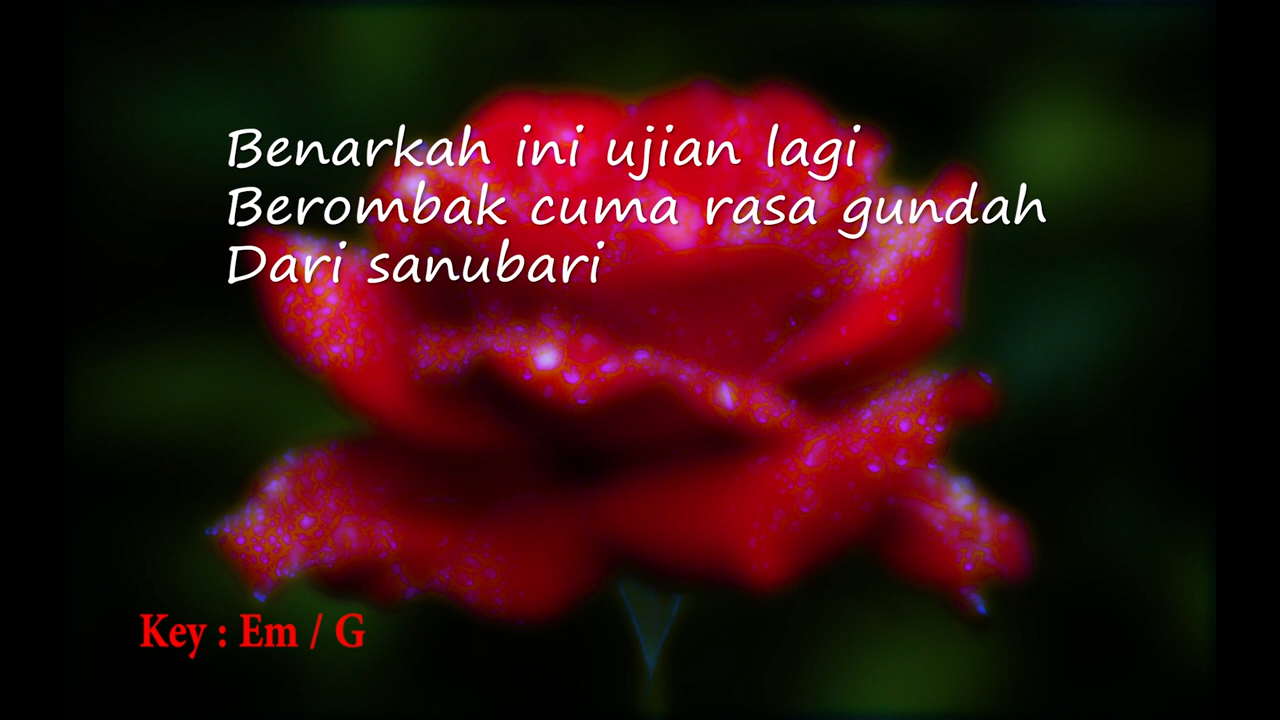 Benarkah ini ujian lagi
Berombak cuma rasa gundah
Dari sanubari
Key : Em / G